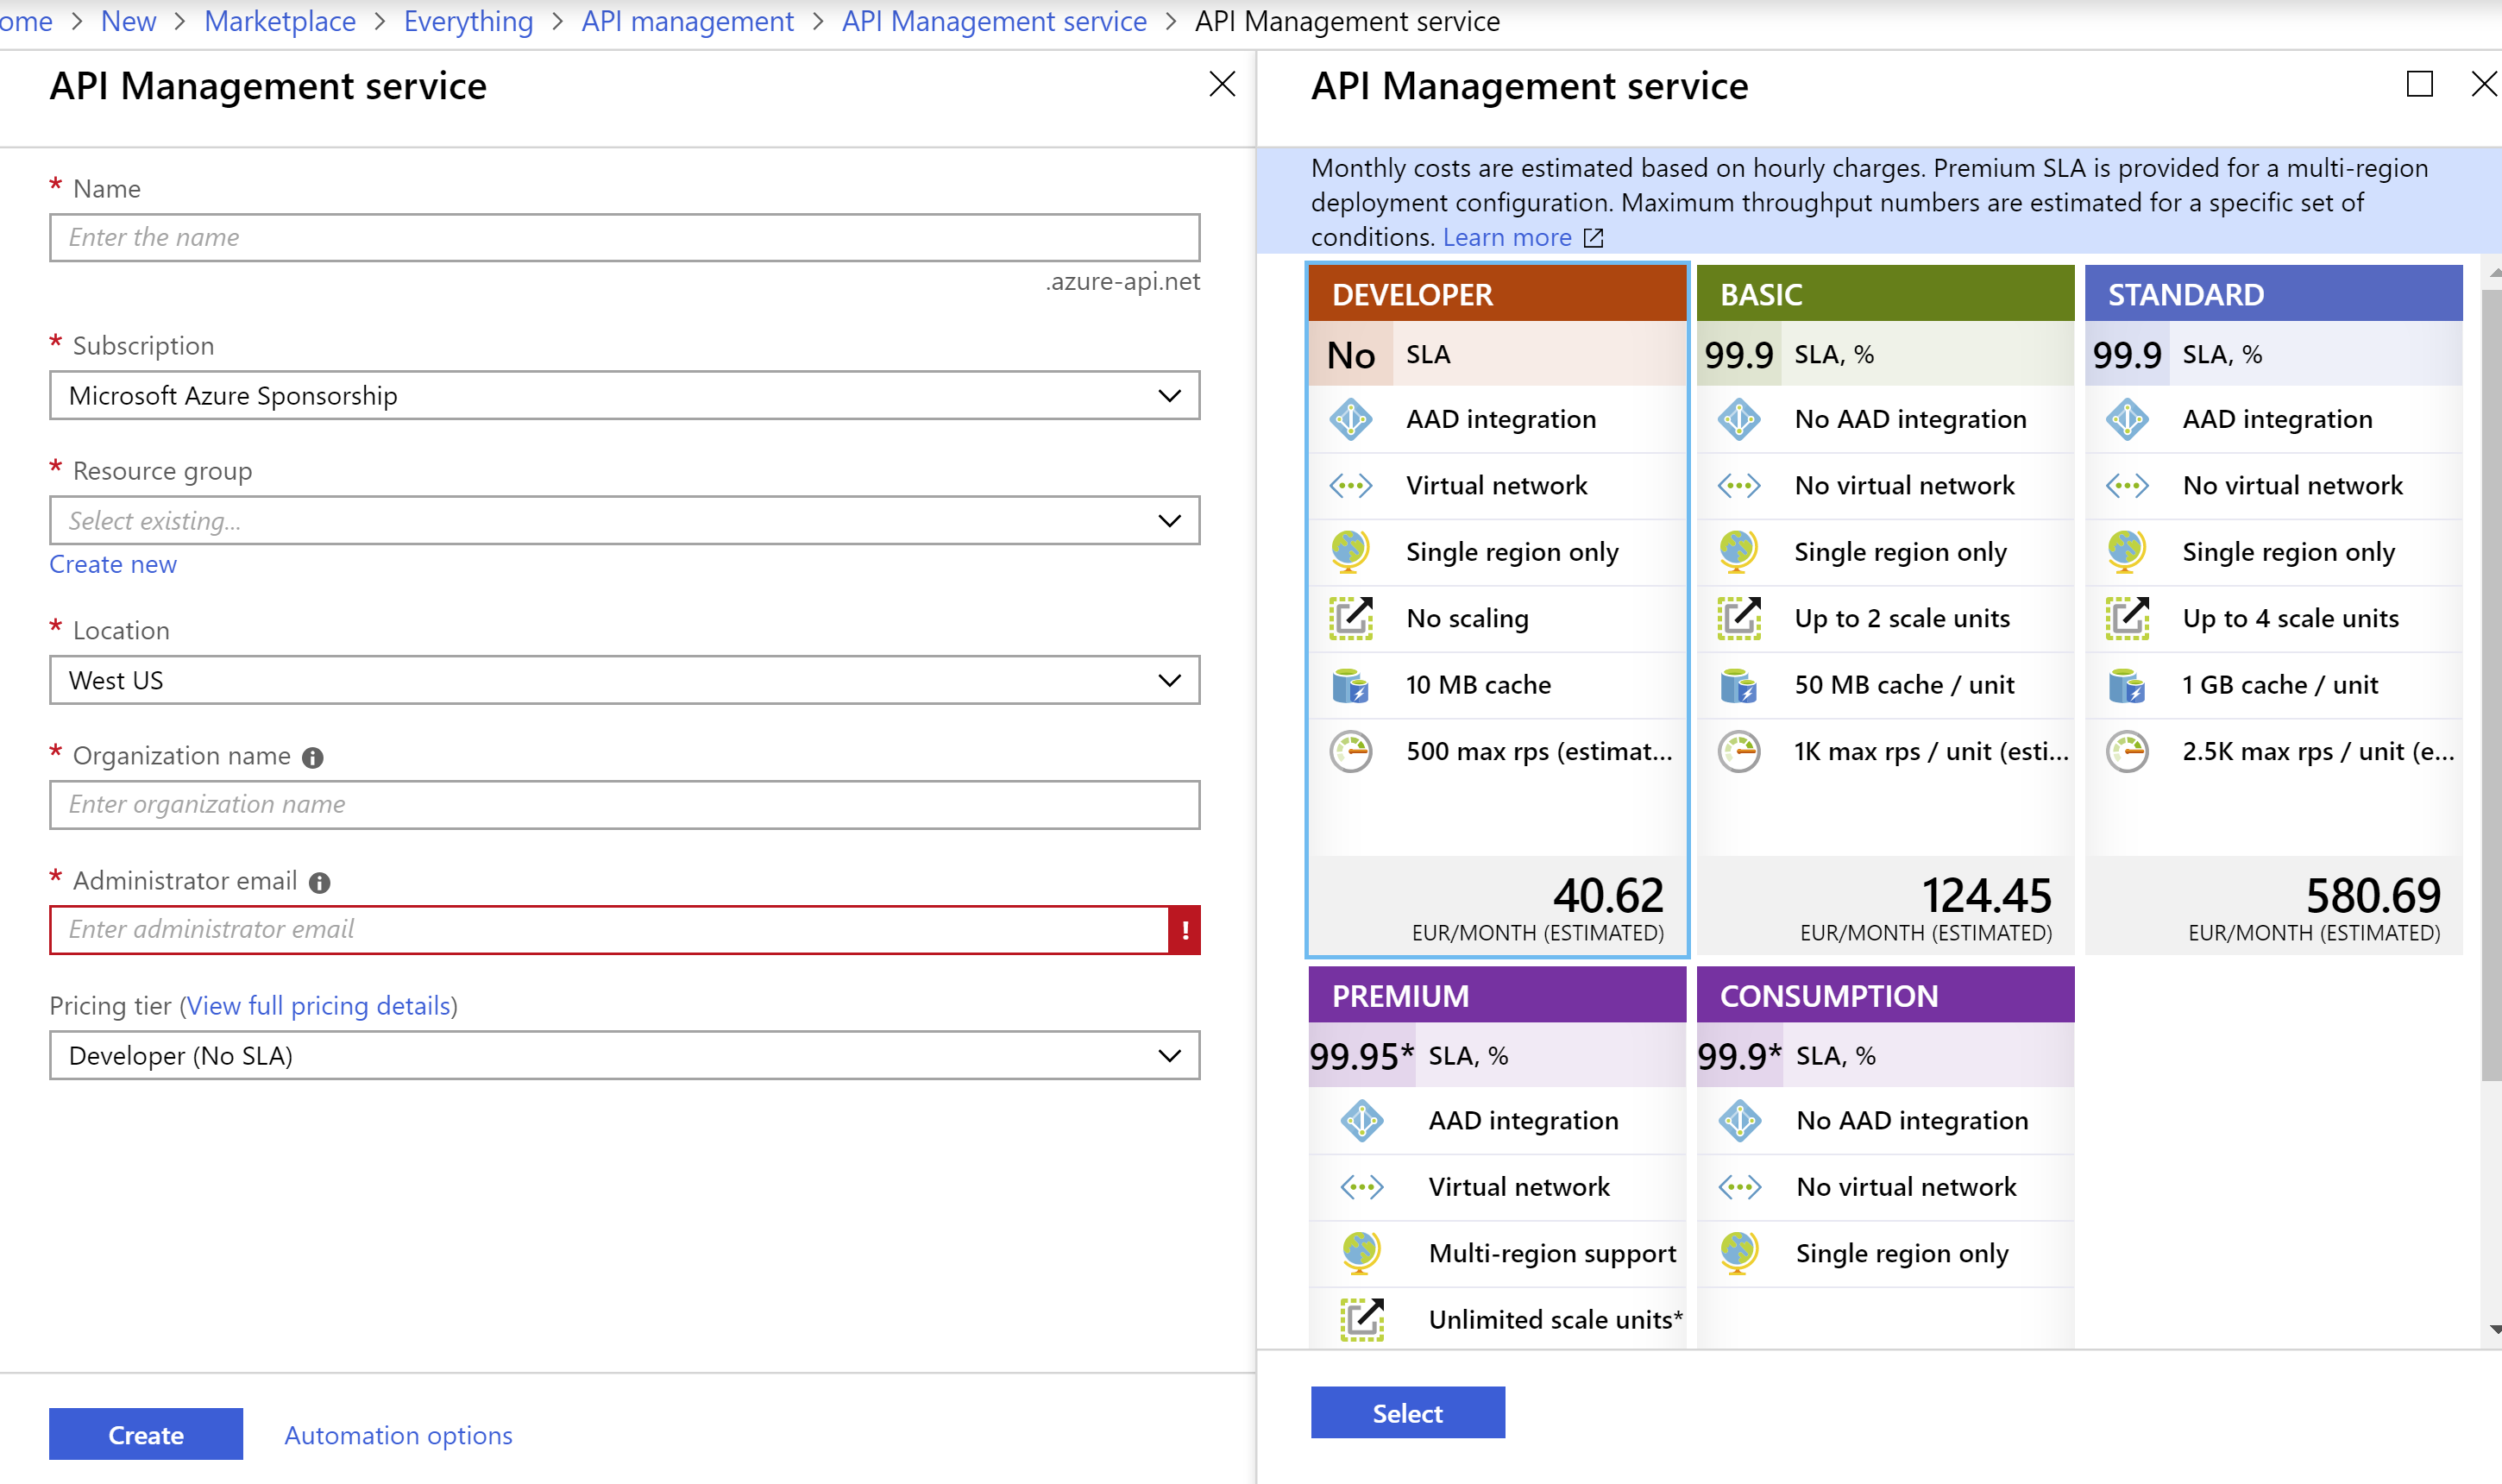 ome > New > Marketplace > Everything > API management > API Management service > API Management service
API Management service
* Name
Enter the name
.azure-api.net
* Subscription
Microsoft Azure Sponsorship
* Resource group
Select existing...
Create new
* Location
West US
* Organization name
Enter organization name
* Administrator email
Enter administrator email
!
Pricing tier (View full pricing details)
Developer (No SLA)
Create
Automation options
API Management service
Monthly costs are estimated based on hourly charges. Premium SLA is provided for a multi-region
deployment configuration. Maximum throughput numbers are estimated for a specific set of
conditions. Learn more
DEVELOPER
No SLA
AAD integration
Virtual network
Single region only
No scaling
10 MB cache
500 max rps (estimat...
40.62
EUR/MONTH (ESTIMATED)
BASIC
99.9 SLA, %
No AAD integration
No virtual network
Single region only
Up to 2 scale units
50 MB cache / unit
1K max rps / unit (esti...
124.45
EUR/MONTH (ESTIMATED)
STANDARD
99.9 SLA, %
AAD integration
No virtual network
Single region only
Up to 4 scale units
1 GB cache / unit
2.5K max rps / unit (e...
580.69
EUR/MONTH (ESTIMATED)
PREMIUM
99.95* SLA, %
AAD integration
Virtual network
Multi-region support
Unlimited scale units*
CONSUMPTION
99.9* SLA, %
No AAD integration
No virtual network
Single region only
Select